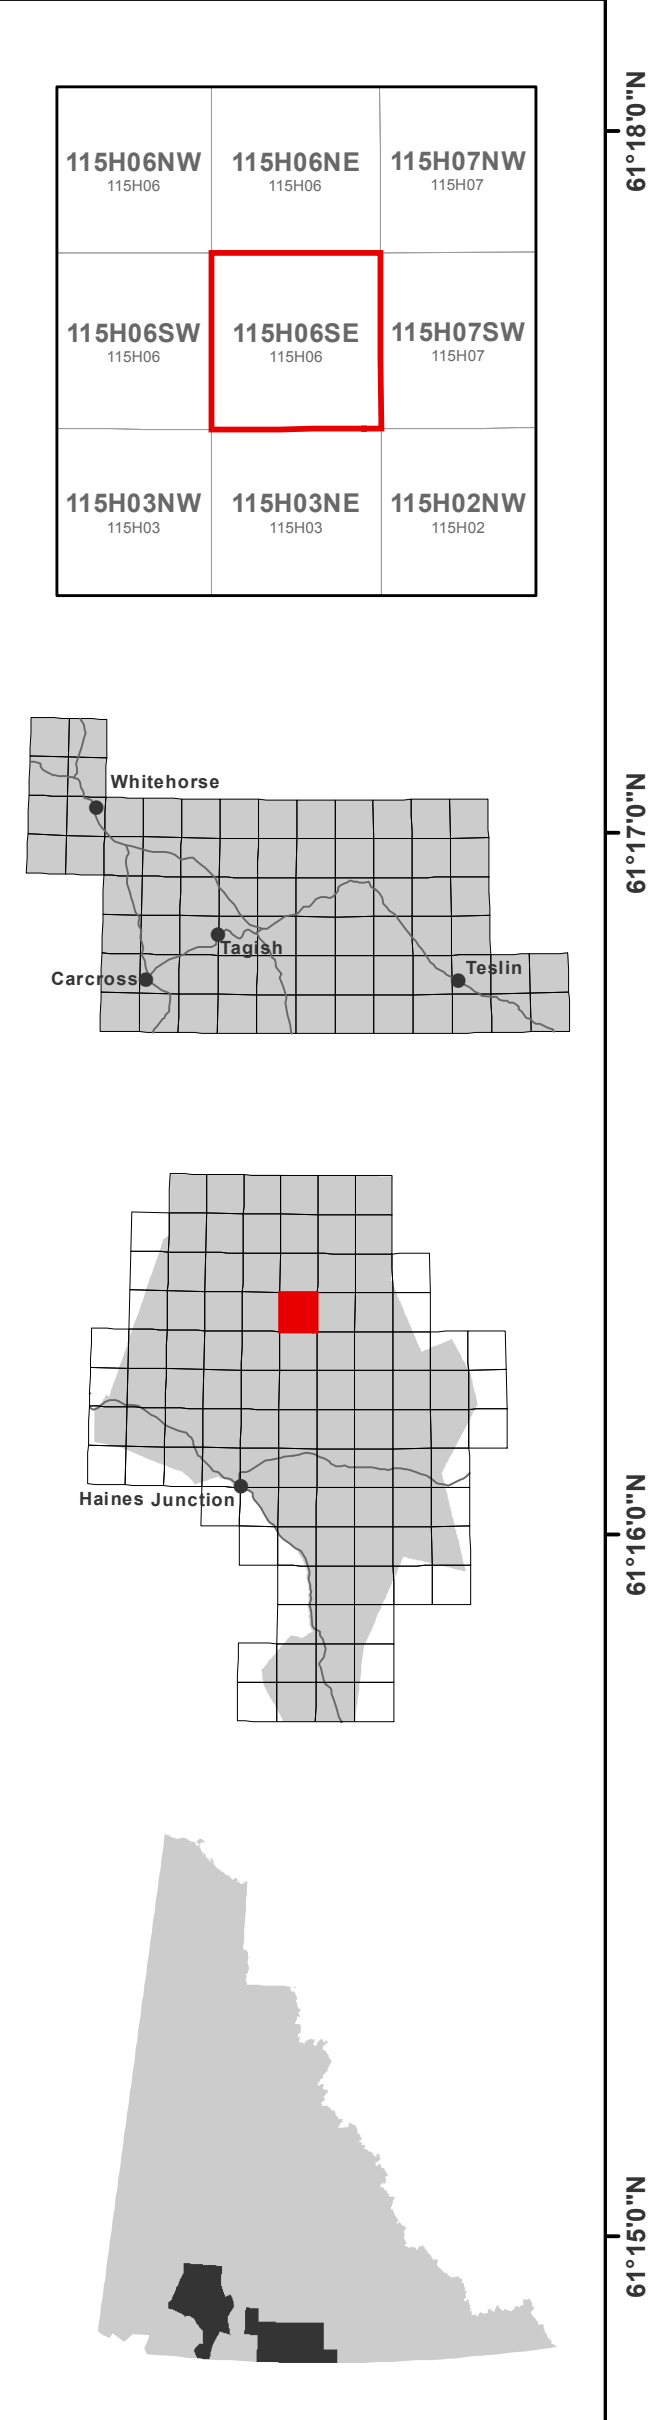 61°18'0"N
115H06NW
115H06
115H06NE
115H06
115H07NW
115H07
115H06SW
115H06
115H06SE
115H06
115H07SW
115H07
115H03NW
115H03
115H03NE
115H03
115H02NW
115H02
61°17'0"N
Whitehorse
Tagish
Carcross
Teslin
61°16'0"N
Haines Junction
61°15'0"N